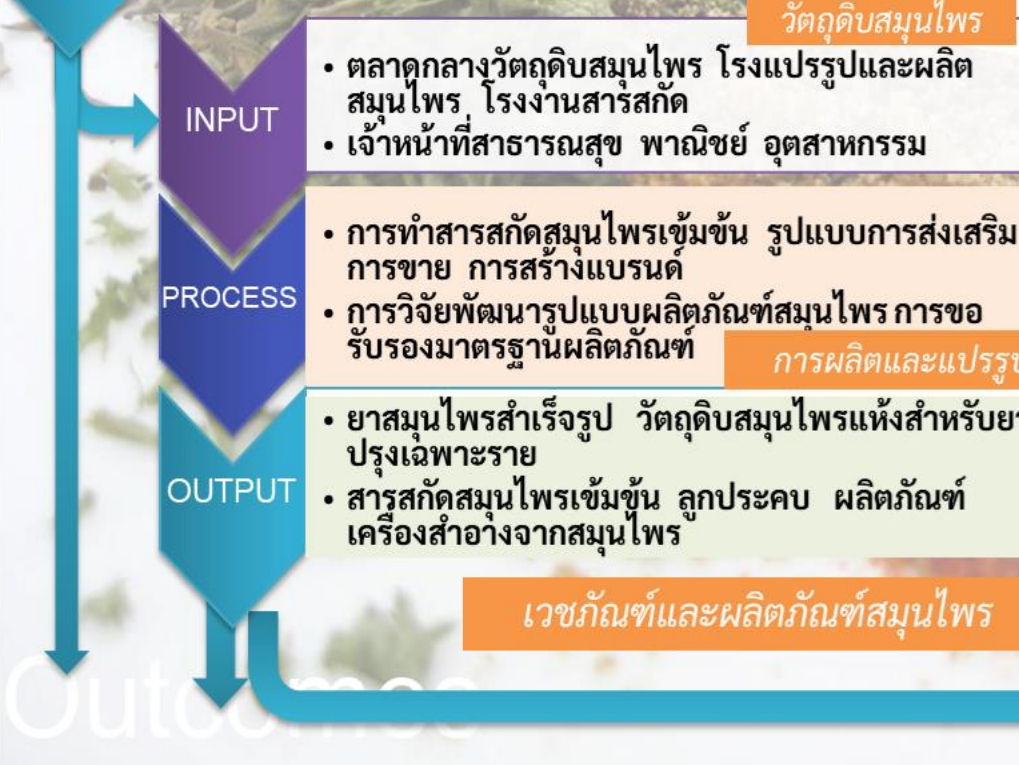 วัตถุดิบสมุนไพร
INPUT
• ตลาดกลางวัตถุดิบสมุนไพร โรงแปรรูปและผลิต
สมุนไพร โรงงานสารสกัด
• เจ้าหน้าที่สาธารณสุข พาณิชย์ อุตสาหกรรม
PROCESS
• การทำสารสกัดสมุนไพรเข้มข้น รูปแบบการส่งเสริม
การขาย การสร้างแบรนด์
• การวิจัยพัฒนารูปแบบผลิตภัณฑ์สมุนไพร การขอ
รับรองมาตรฐานผลิตภัณฑ์
การผลิตและแปรรูป
OUTPUT
• ยาสมุนไพรสำเร็จรูป วัตถุดิบสมุนไพรแห้งสำหรับยา
ปรุงเฉพาะราย
• สารสกัดสมุนไพรเข้มข้น ลูกประคบ ผลิตภัณฑ์
เครื่องสำอางจากสมุนไพร
เวชภัณฑ์และผลิตภัณฑ์สมุนไพร
Outcomes